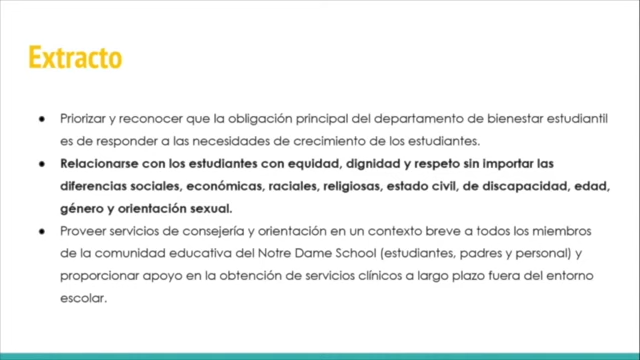 Extracto
● Priorizar y reconocer que la obligación principal del departamento de bienestar estudiantil
es de responder a las necesidades de crecimiento de los estudiantes.
● Relacionarse con los estudiantes con equidad, dignidad y respeto sin importar las
diferencias sociales, económicas, raciales, religiosas, estado civil, de discapacidad, edad,
género y orientación sexual.
● Proveer servicios de consejería y orientación en un contexto breve a todos los miembros
de la comunidad educativa del Notre Dame School (estudiantes, padres y personal) y
proporcionar apoyo en la obtención de servicios clínicos a largo plazo fuera del entorno
escolar.